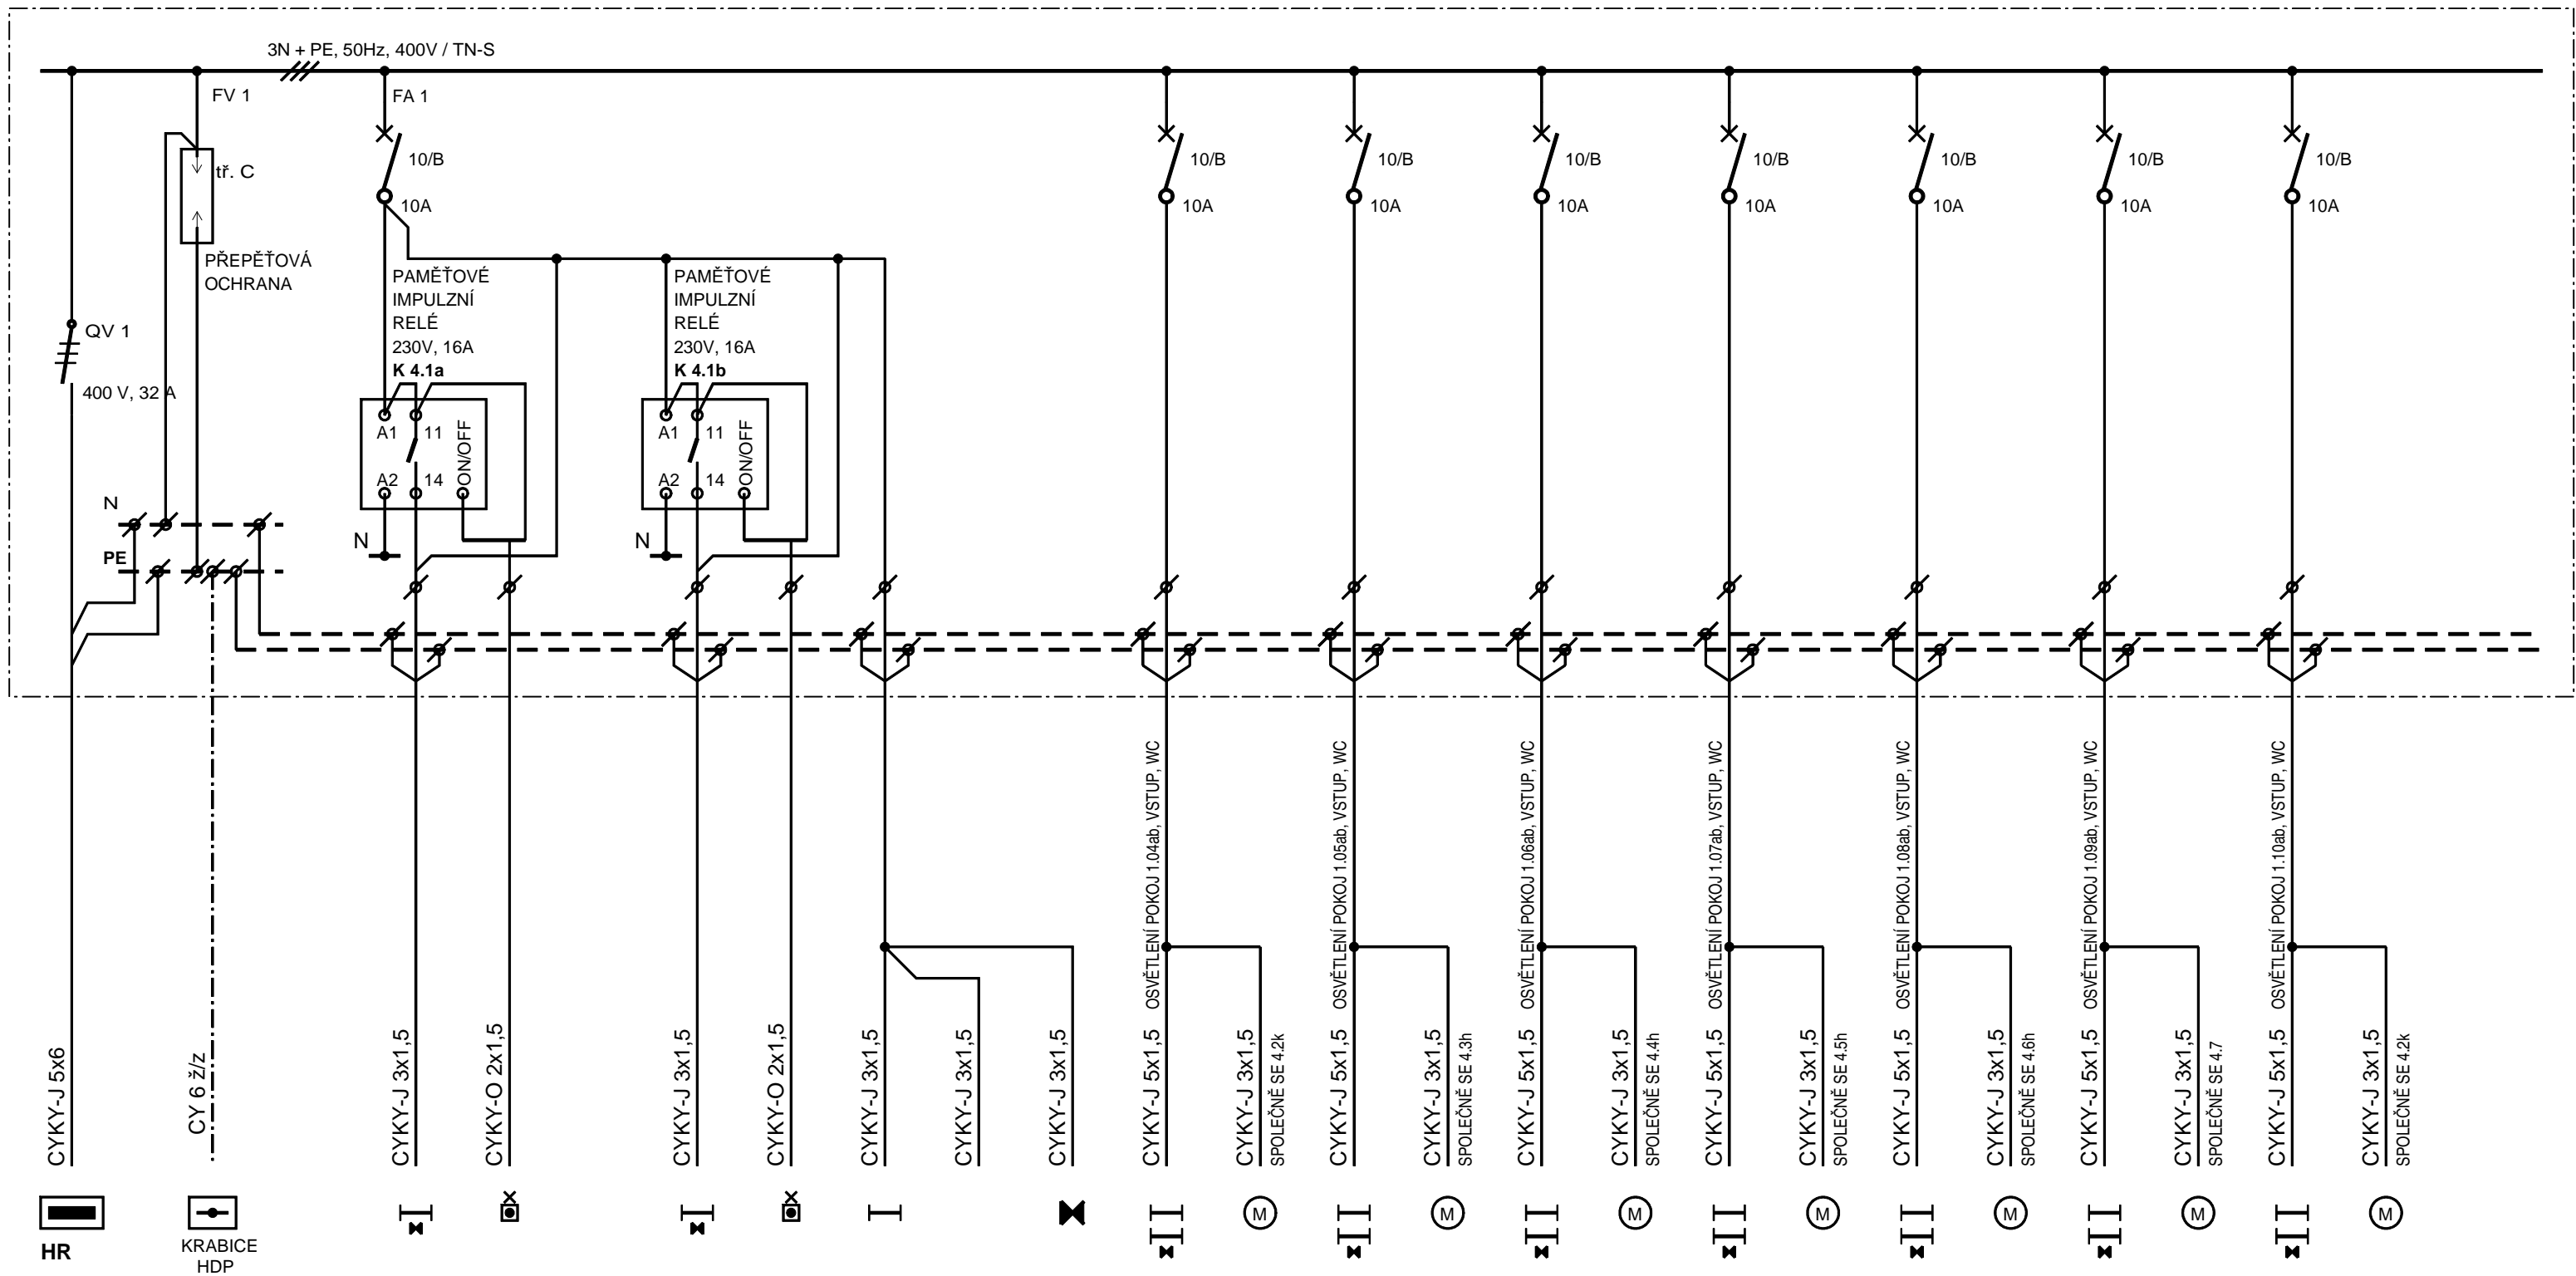 3N + PE, 50Hz, 400V / TN-S
FV 1
FA 1
10/B
10/B
10/B
10/B
10/B
10/B
10/B
10/B
tř. C
10A
10A
10A
10A
10A
10A
10A
10A
PŘEPĚŤOVÁ
OCHRANA
PAMĚŤOVÉ
IMPULZNÍ
RELÉ
230V, 16A
K 4.1a
PAMĚŤOVÉ
IMPULZNÍ
RELÉ
230V, 16A
K 4.1b
QV 1
400 V, 32 A
A1
11
ON/OFF
A2
14
A1
11
ON/OFF
A2
14
N
N
N
PE
CYKY-J 5x6
CY 6 ž/z
CYKY-J 3x1,5
CYKY-O 2x1,5
CYKY-J 3x1,5
CYKY-O 2x1,5
CYKY-J 3x1,5
CYKY-J 3x1,5
CYKY-J 3x1,5
CYKY-J 5x1,5 OSVĚTLENÍ POKOJ 1.04ab, VSTUP, WC
CYKY-J 3x1,5
SPOLEČNĚ SE 4.2k
CYKY-J 5x1,5 OSVĚTLENÍ POKOJ 1.05ab, VSTUP, WC
CYKY-J 3x1,5
SPOLEČNĚ SE 4.3h
CYKY-J 5x1,5 OSVĚTLENÍ POKOJ 1.06ab, VSTUP, WC
CYKY-J 3x1,5
SPOLEČNĚ SE 4.4h
CYKY-J 5x1,5 OSVĚTLENÍ POKOJ 1.07ab, VSTUP, WC
CYKY-J 3x1,5
SPOLEČNĚ SE 4.5h
CYKY-J 5x1,5 OSVĚTLENÍ POKOJ 1.08ab, VSTUP, WC
CYKY-J 3x1,5
SPOLEČNĚ SE 4.6h
CYKY-J 5x1,5 OSVĚTLENÍ POKOJ 1.09ab, VSTUP, WC
CYKY-J 3x1,5
SPOLEČNĚ SE 4.7
CYKY-J 5x1,5 OSVĚTLENÍ POKOJ 1.10ab, VSTUP, WC
CYKY-J 3x1,5
SPOLEČNĚ SE 4.2k
M
M
M
M
M
M
M
HR
KRABICE
HDP